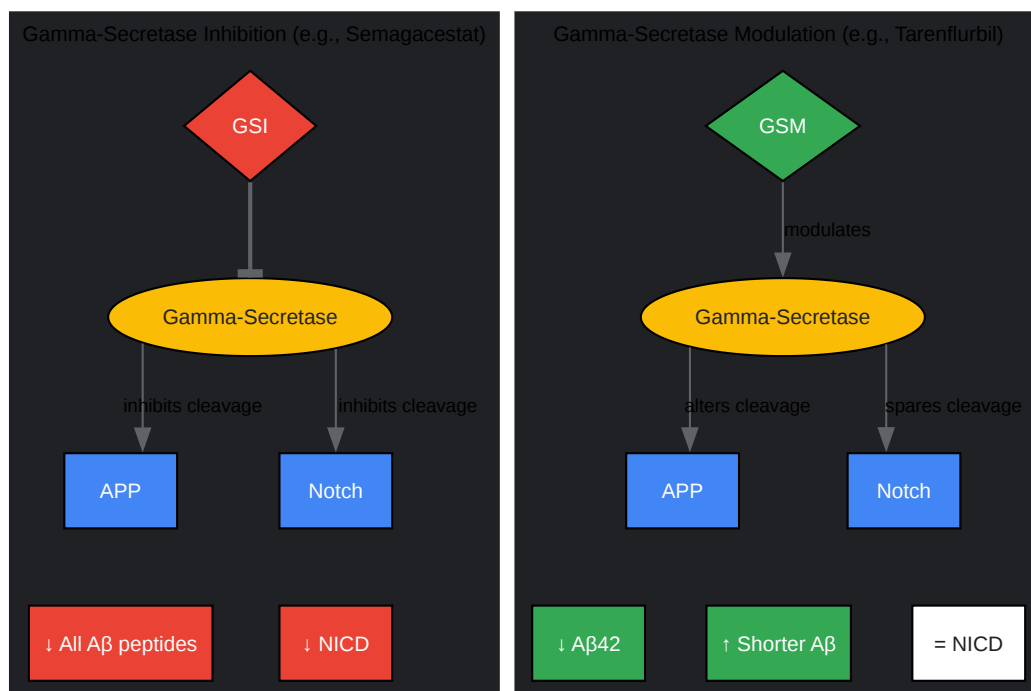 Gamma-Secretase Inhibition (e.g., Semagacestat)
GSI
Gamma-Secretase
inhibits cleavage
inhibits cleavage
APP
Notch
↓ All Aβ peptides
↓ NICD
Gamma-Secretase Modulation (e.g., Tarenflurbil)
GSM
modulates
Gamma-Secretase
alters cleavage
spares cleavage
APP
Notch
↓ Aβ42
↑ Shorter Aβ
= NICD